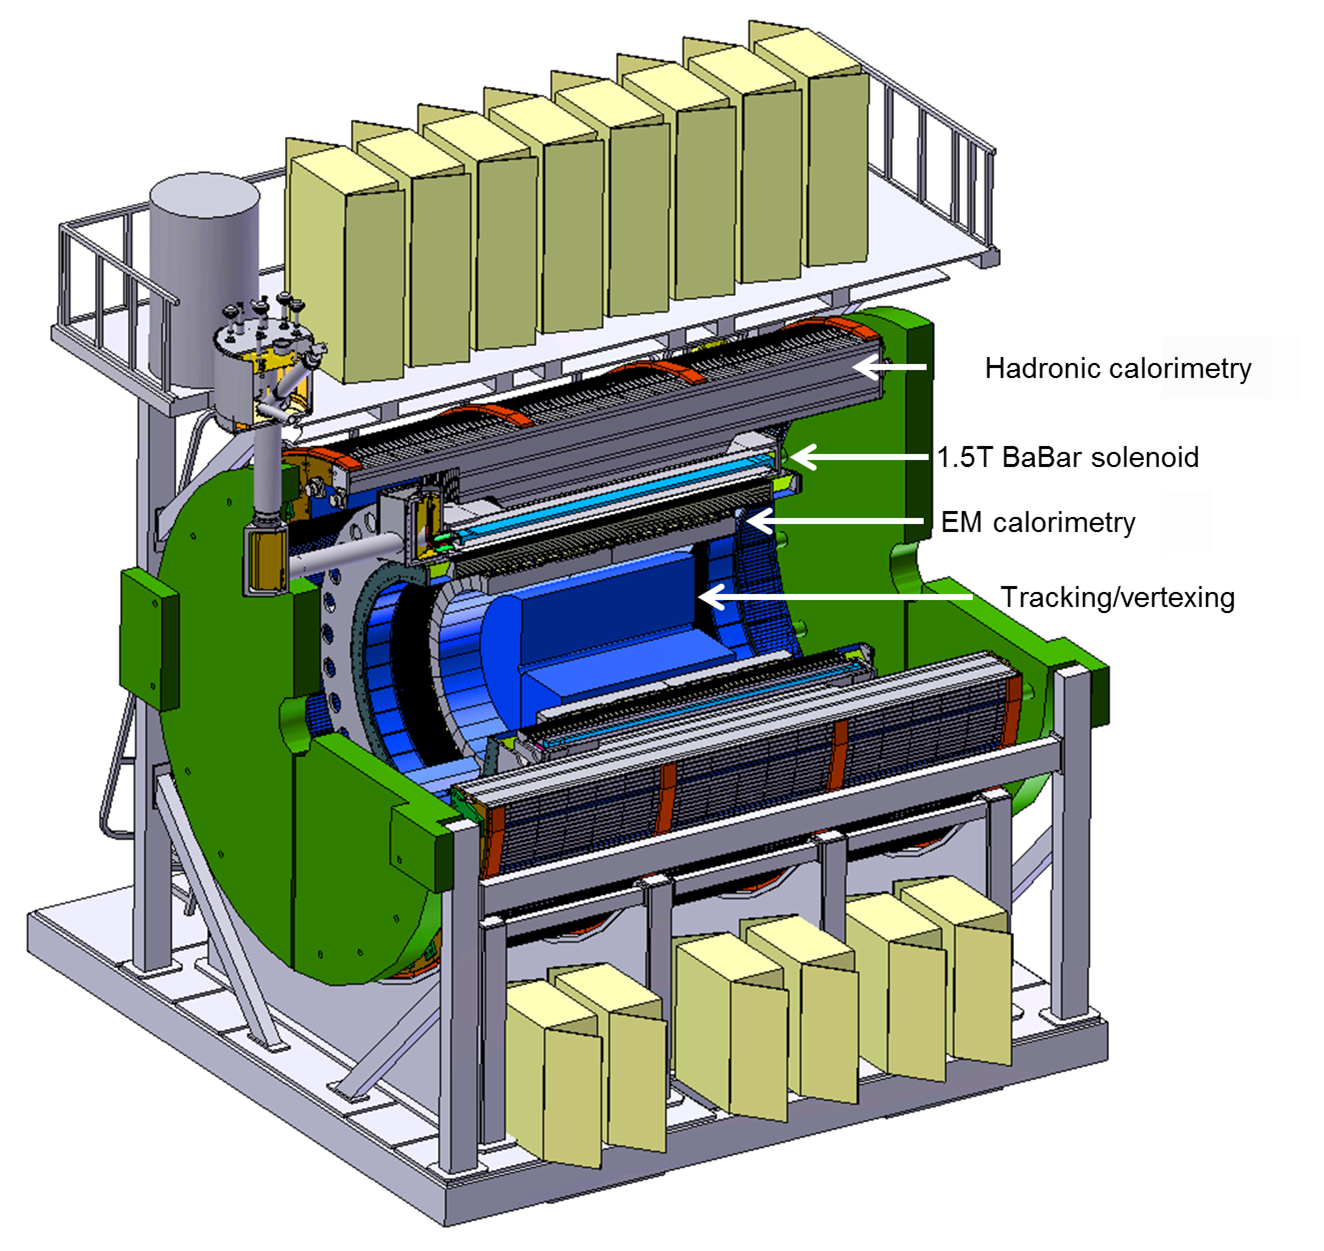 Hadronic calorimetry
1.5T BaBar solenoid
EM calorimetry
Tracking/vertexing